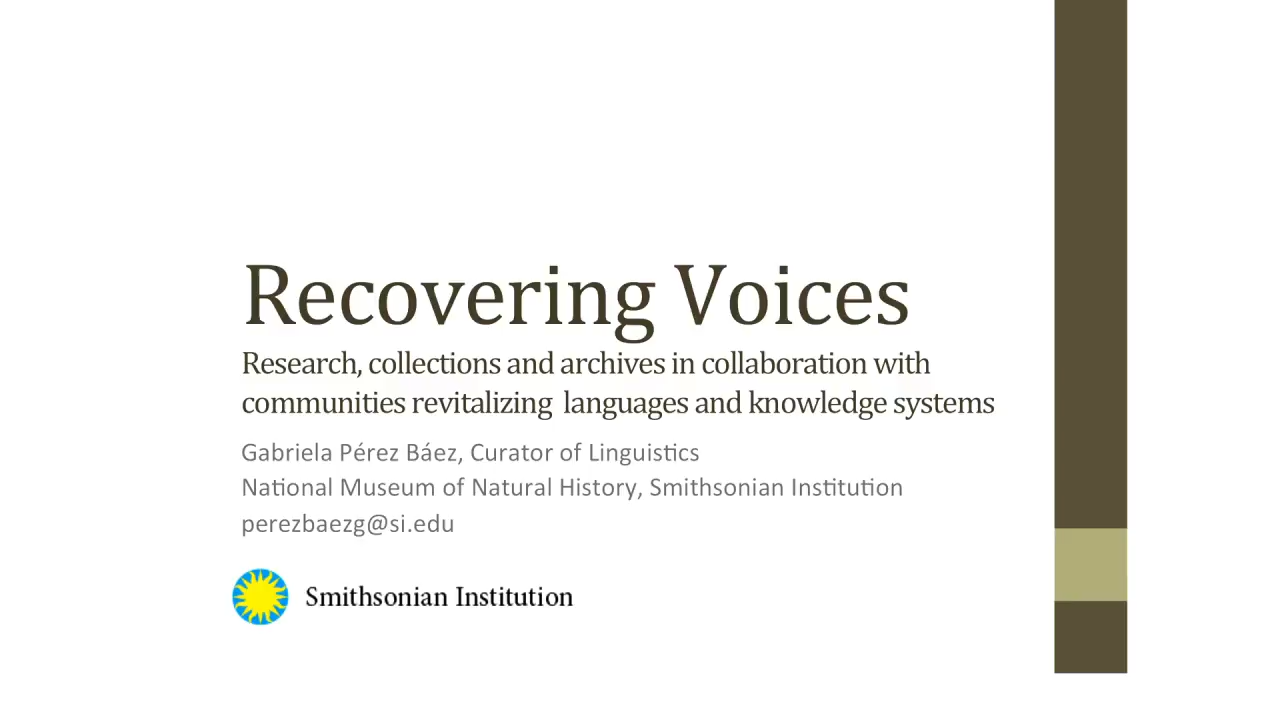 Recovering Voices
Research, collections and archives in collaboration with
communities revitalizing languages and knowledge systems
Gabriela Pérez Báez, Curator of Linguistics
National Museum of Natural History, Smithsonian Institution
perezbaezg@si.edu
Smithsonian Institution